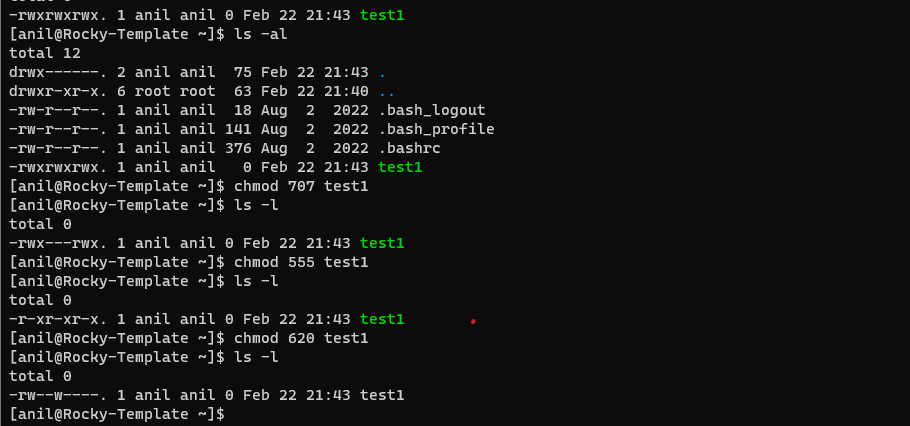 -rwxrwxrwx. 1 anil anil 0 Feb 22 21:43 test1
[anil@Rocky-Template ~]$ ls -al
total 12
drwx------. 2 anil anil  75 Feb 22 21:43 .
drwxr-xr-x. 6 root root  63 Feb 22 21:40 ..
-rw-r--r--. 1 anil anil  18 Aug  2  2022 .bash_logout
-rw-r--r--. 1 anil anil 141 Aug  2  2022 .bash_profile
-rw-r--r--. 1 anil anil 376 Aug  2  2022 .bashrc
-rwxrwxrwx. 1 anil anil   0 Feb 22 21:43 test1
[anil@Rocky-Template ~]$ chmod 707 test1
[anil@Rocky-Template ~]$ ls -l
total 0
-rwx---rwx. 1 anil anil 0 Feb 22 21:43 test1
[anil@Rocky-Template ~]$ chmod 555 test1
[anil@Rocky-Template ~]$ ls -l
total 0
-r-xr-xr-x. 1 anil anil 0 Feb 22 21:43 test1
[anil@Rocky-Template ~]$ chmod 620 test1
[anil@Rocky-Template ~]$ ls -l
total 0
-rw--w----. 1 anil anil 0 Feb 22 21:43 test1
[anil@Rocky-Template ~]$